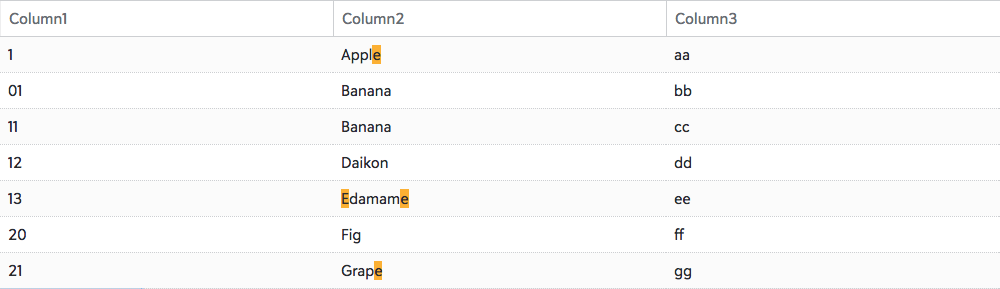 Column1 Column2 Column3
1 Apple aa
01 Banana bb
11 Banana cc
12 Daikon dd
13 Edamame ee
20 Fig ff
21 Grape gg